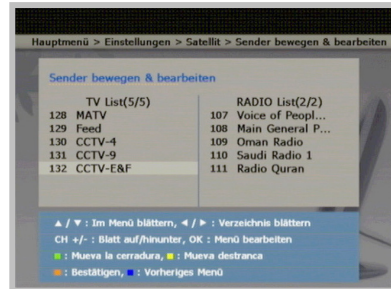 Hauptmenü > Einstellungen > Satellit > Sender bewegen & bearbeiten
Sender bewegen & bearbeiten
TV List(5/5)
128 MATV
129 Feed
130 CCTV-4
131 CCTV-9
132 CCTV-E&F
RADIO List(2/2)
107 Voice of Peopl...
108 Main General P...
109 Oman Radio
110 Saudi Radio 1
111 Radio Quran
▲ / ▼ : Im Menü blättern, ◄ / ► : Verzeichnis blättern
CH +/- : Blatt auf/hinunter, OK : Menü bearbeiten
: Mueva la cerradura, : Mueva destranca
: Bestätigen, : Vorheriges Menü